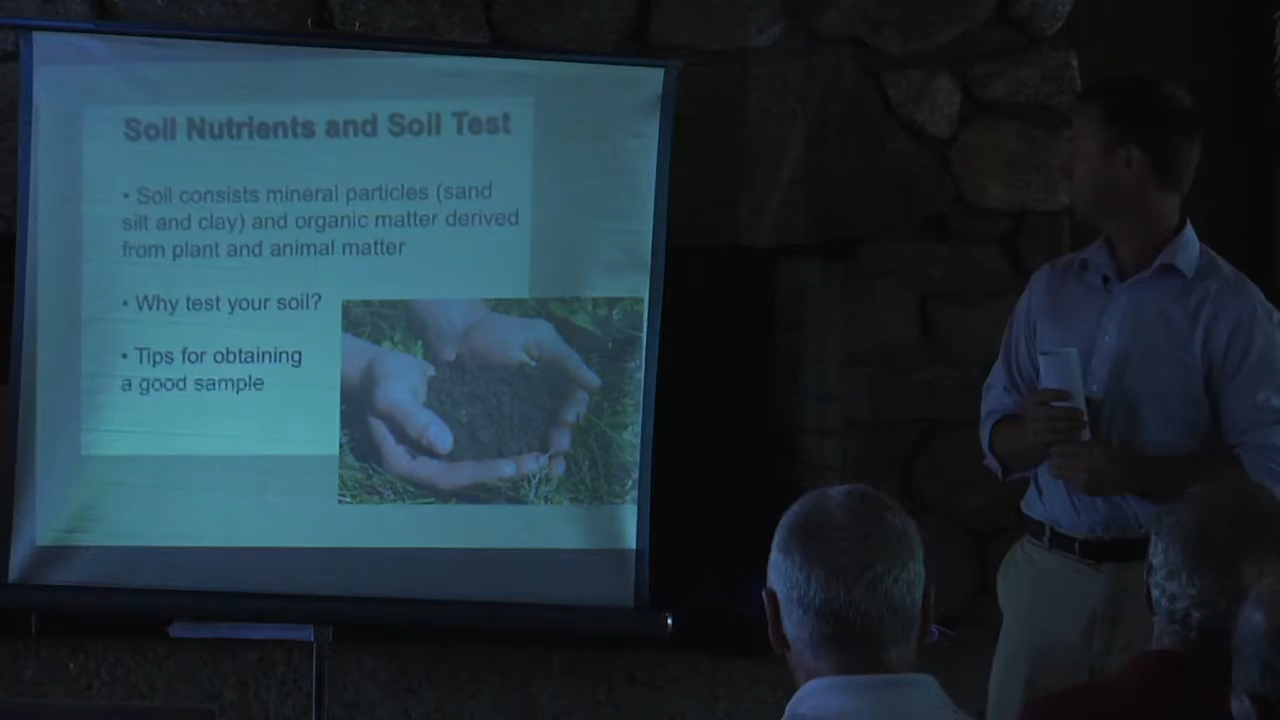 Soil Nutrients and Soil Test
• Soil consists mineral particles (sand
silt and clay) and organic matter derived
from plant and animal matter
• Why test your soil?
• Tips for obtaining
a good sample